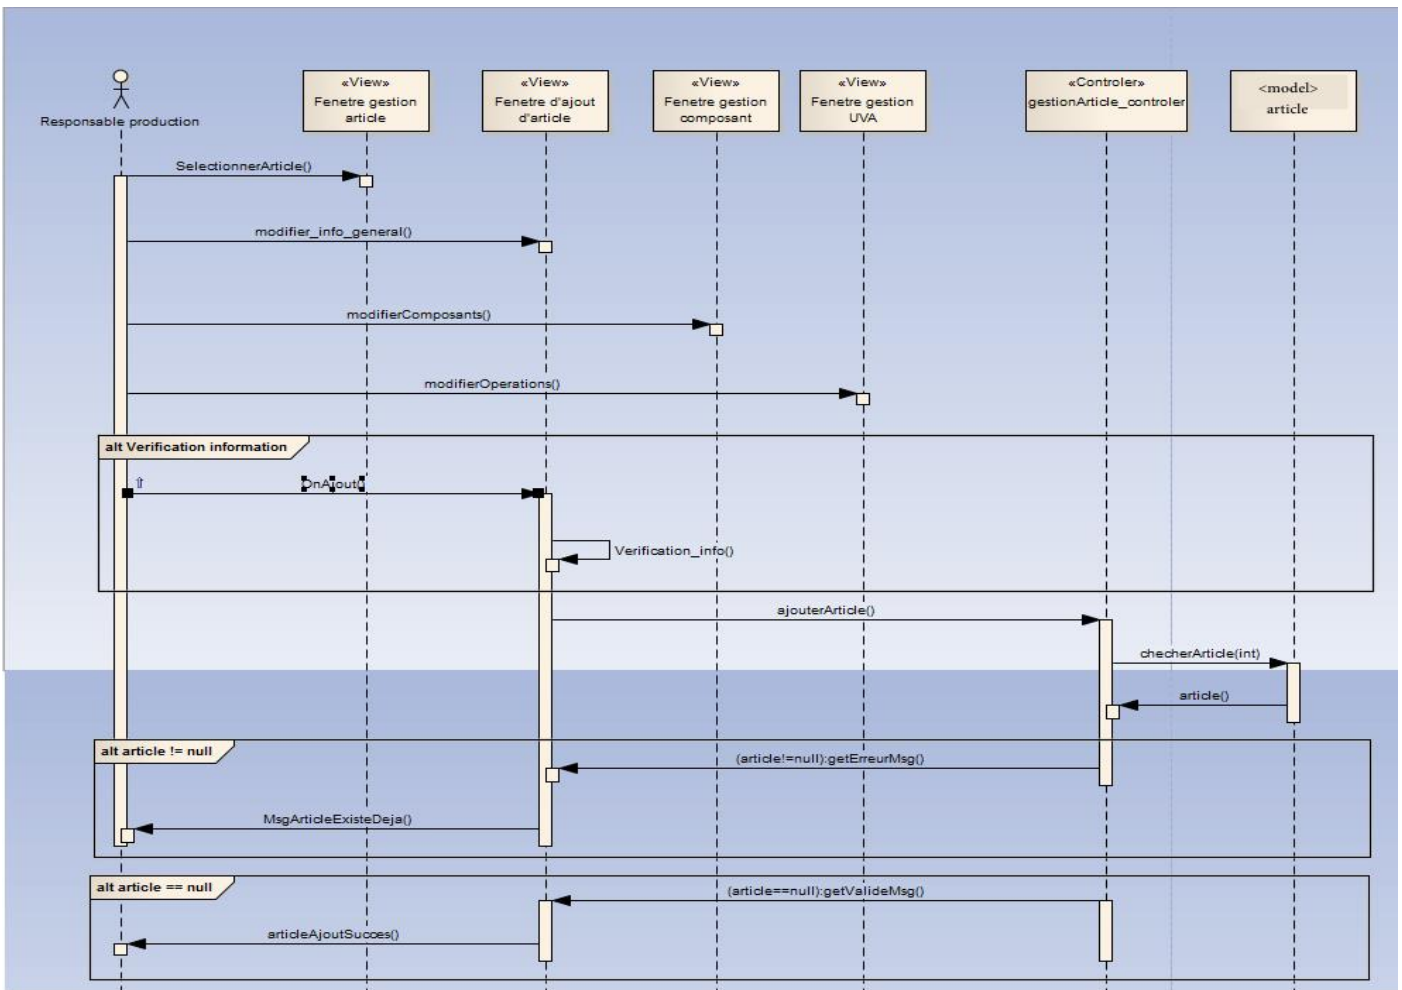 «View»
Fenetre gestion
article
«View»
Fenetre d'ajout
d'article
«View»
Fenetre gestion
composant
«View»
Fenetre gestion
UVA
«Controler»
gestionArticle_controler
<model>
article
Responsable production
SelectionnerArticle()
modifier_info_general()
modifierComposants()
modifierOperations()
alt Verification information
OnAjout()
Verification_info()
ajouterArticle()
checherArticle(int)
article()
alt article != null
(article!=null):getErreurMsg()
MsgArticleExisteDeja()
alt article == null
(article==null):getValideMsg()
articleAjoutSucces()